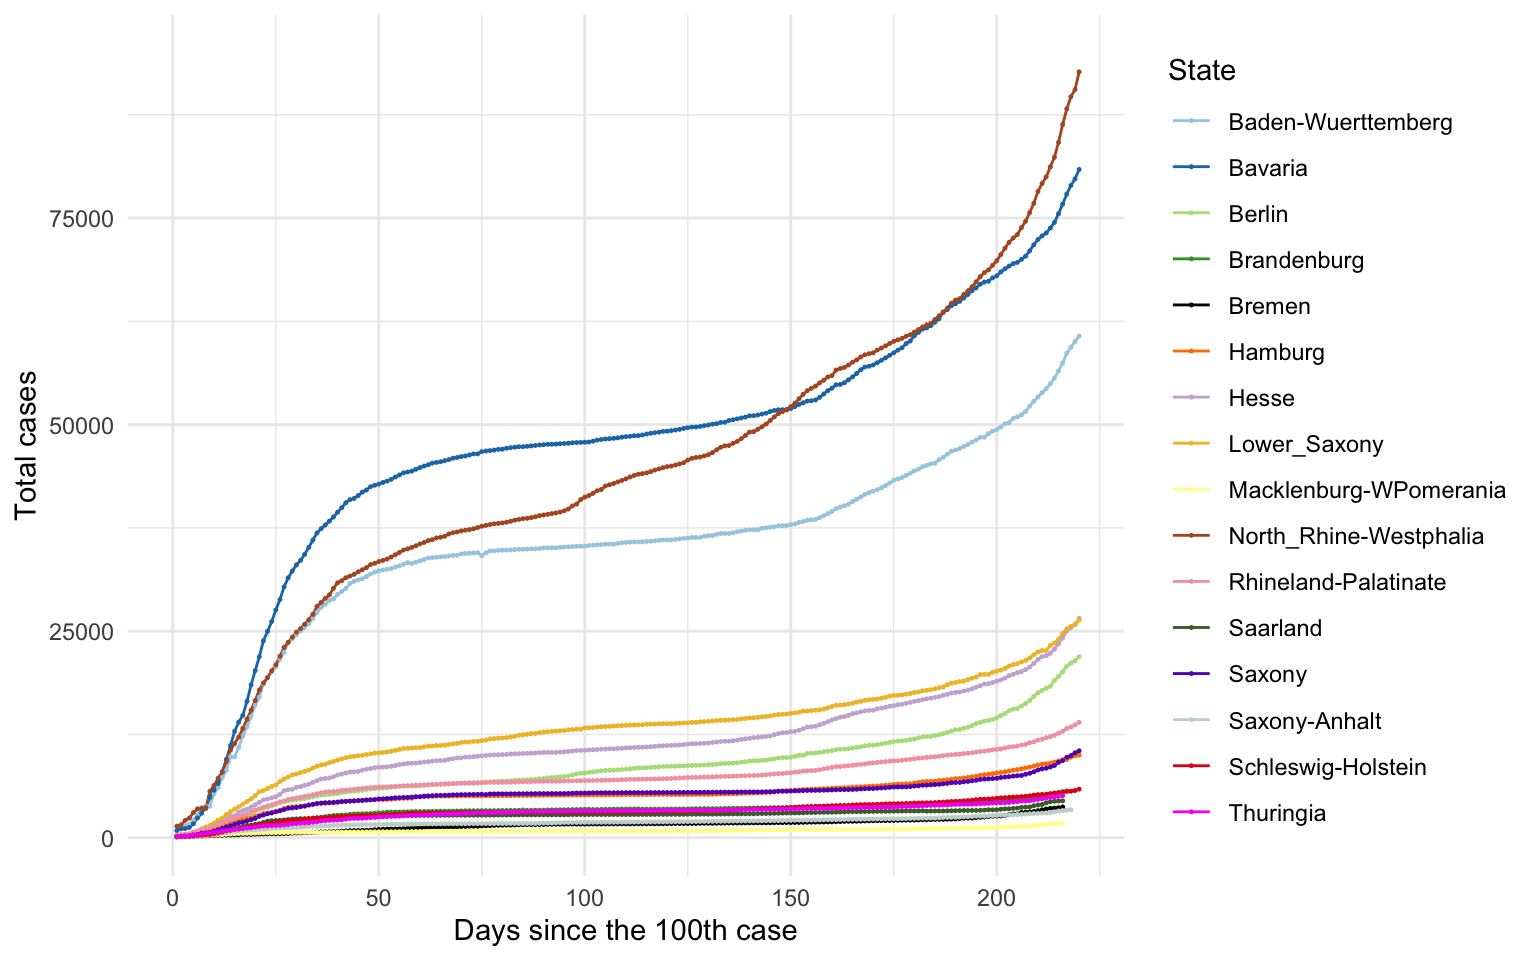 State
Baden-Wuerttemberg
Bavaria
Berlin
Brandenburg
Bremen
Hamburg
Hesse
Lower_Saxony
Macklenburg-WPomerania
North_Rhine-Westphalia
Rhineland-Palatinate
Saarland
Saxony
Saxony-Anhalt
Schleswig-Holstein
Thuringia
Total cases
75000
50000
25000
0
0 50 100 150 200
Days since the 100th case